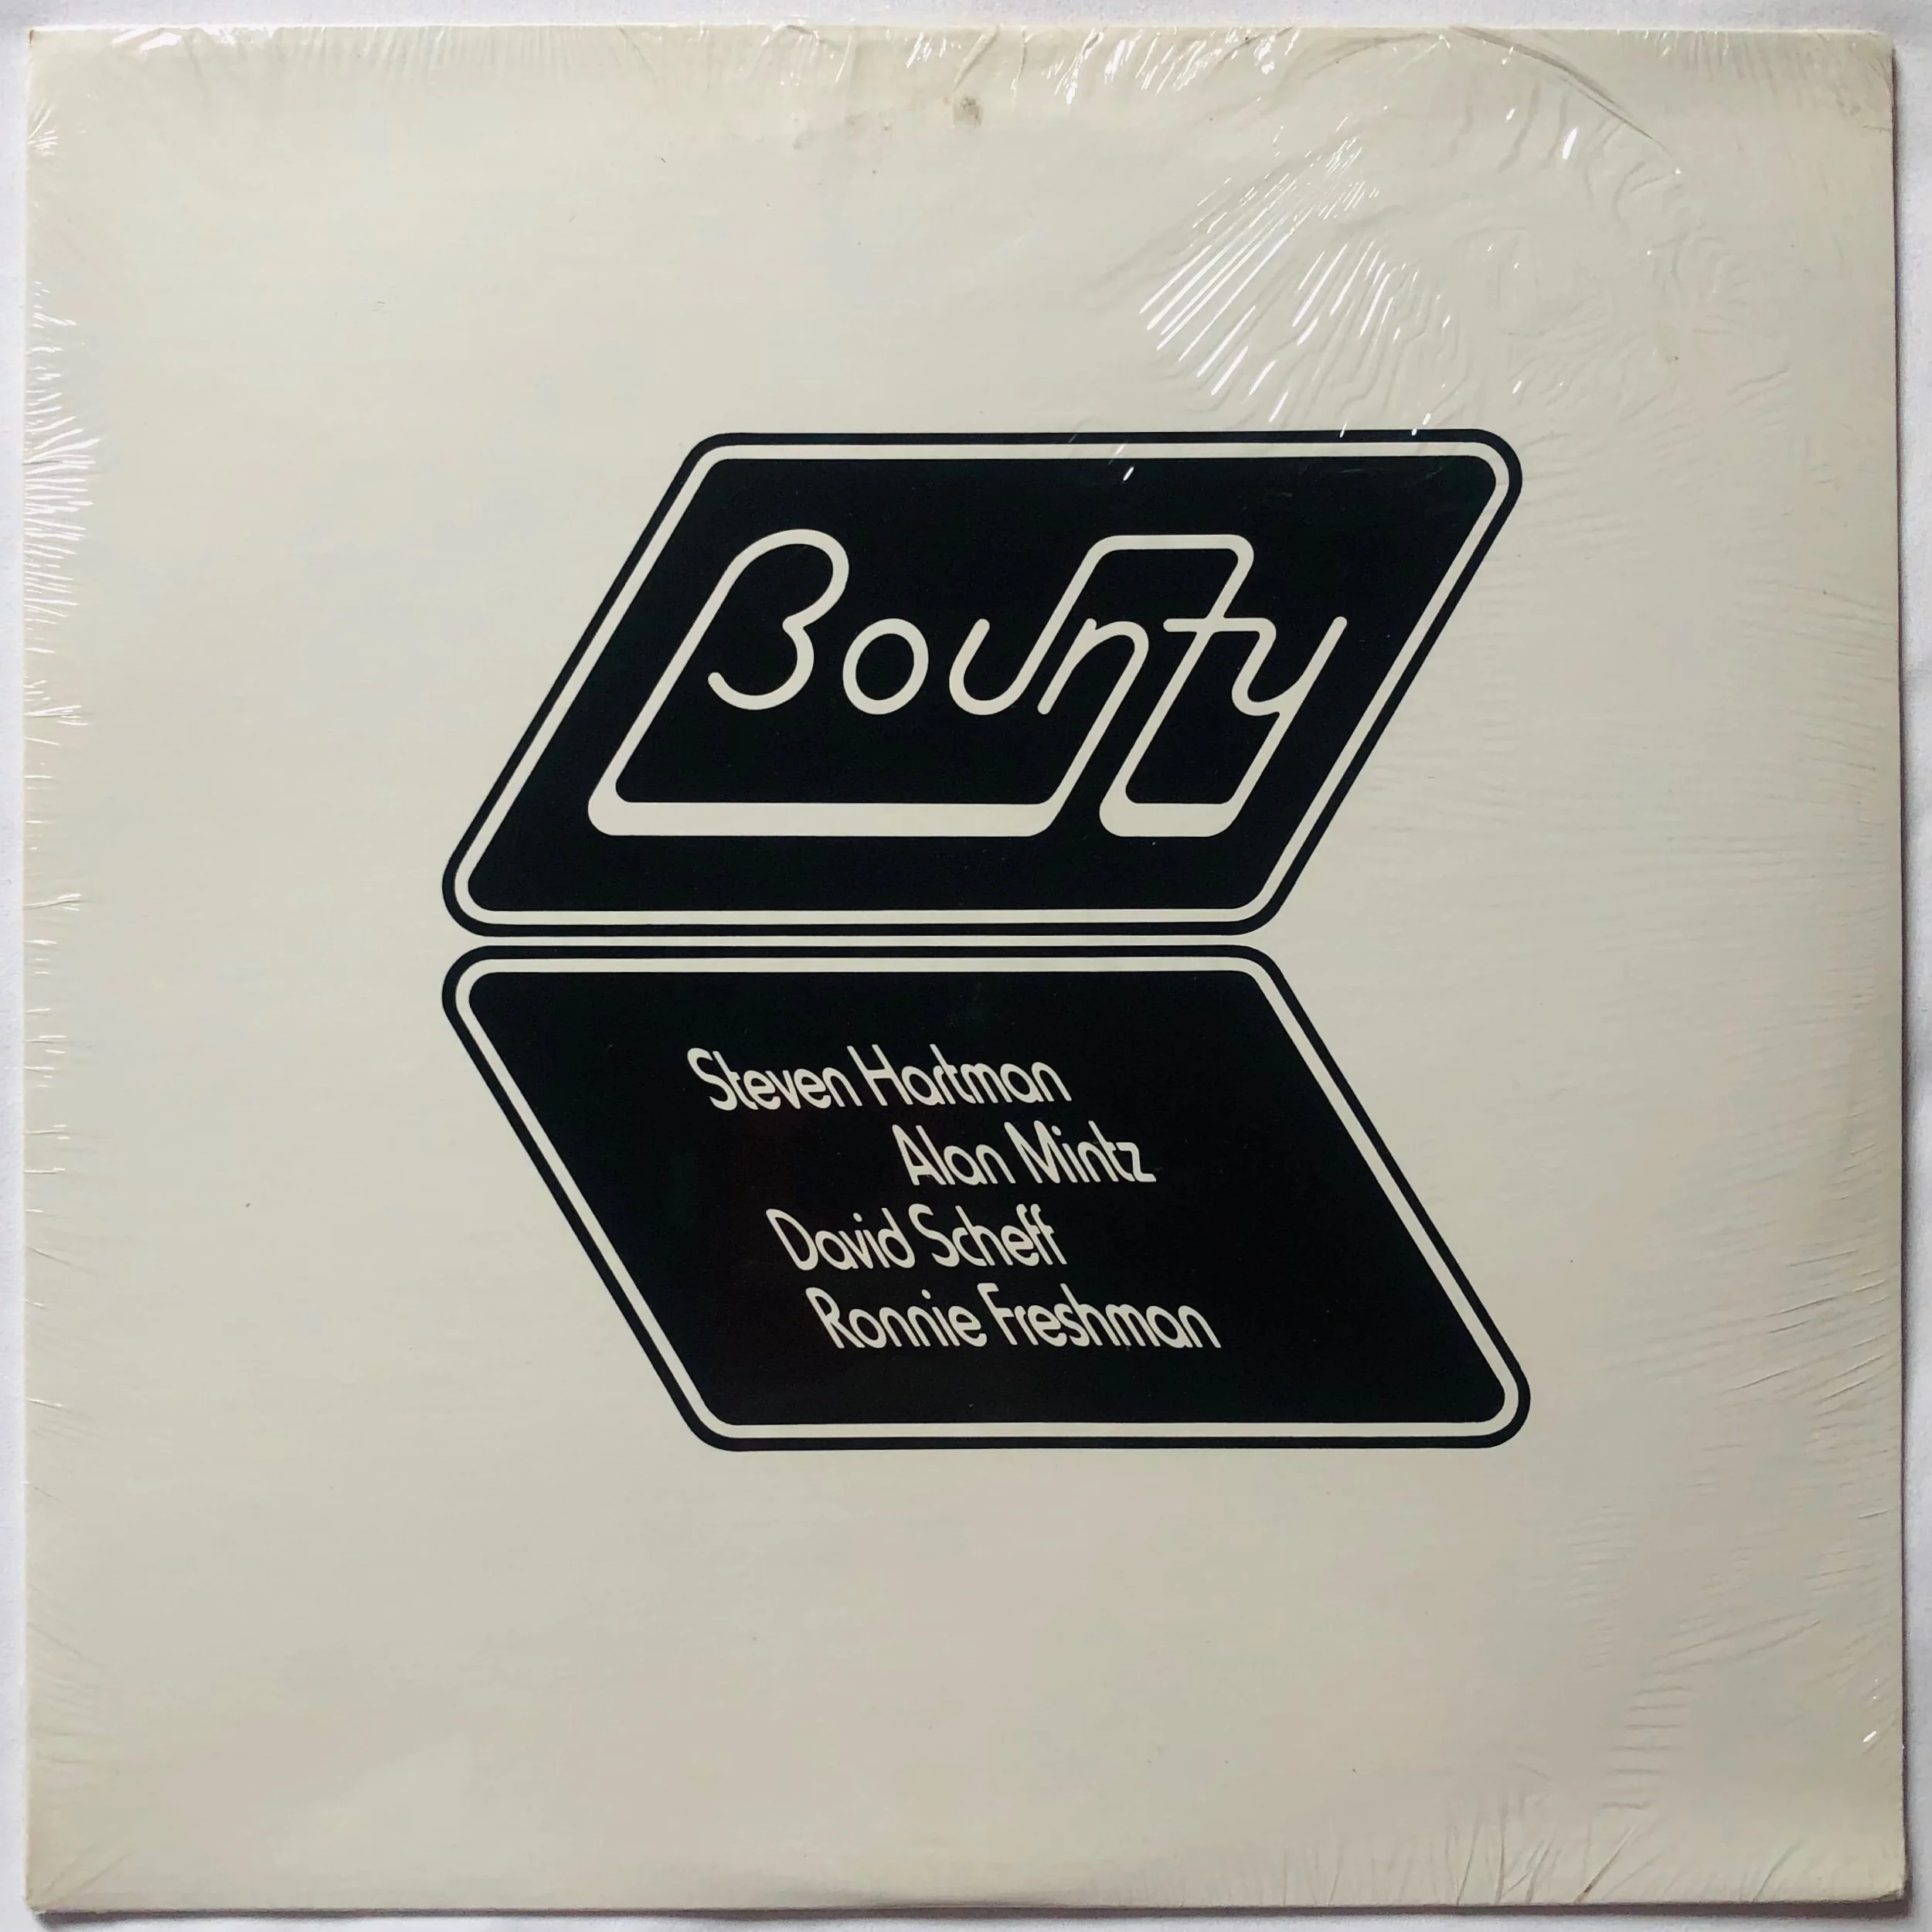 Bounty
Steven Hartman
Alan Mintz
David Scheff
Ronnie Freshman